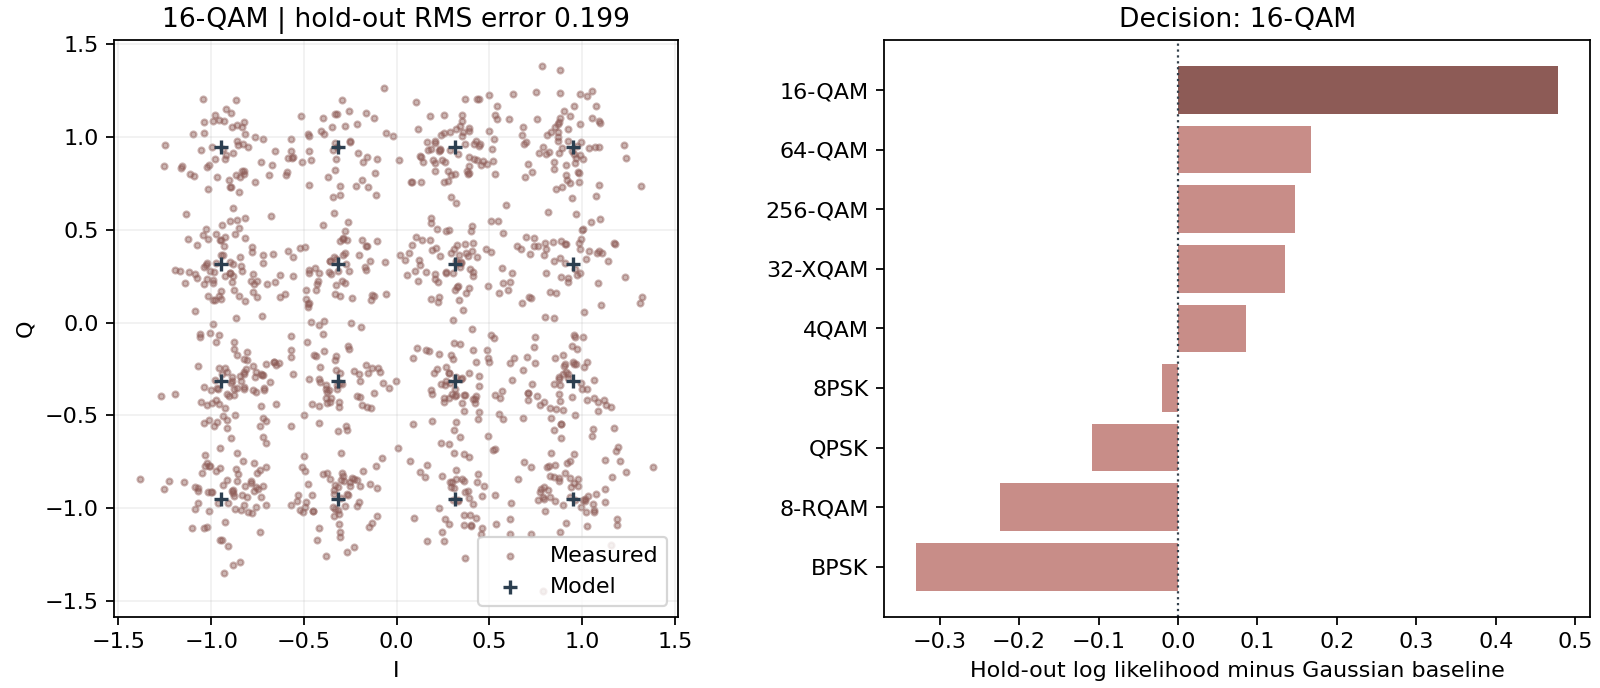 16-QAM | hold-out RMS error 0.199
1.5
1.0
0.5
0.0
−0.5
−1.0
−1.5
Q
−1.5
−1.0
−0.5
0.0
0.5
1.0
1.5
I
Measured
Model
Decision: 16-QAM
16-QAM
64-QAM
256-QAM
32-XQAM
4QAM
8PSK
QPSK
8-RQAM
BPSK
−0.3
−0.2
−0.1
0.0
0.1
0.2
0.3
0.4
0.5
Hold-out log likelihood minus Gaussian baseline